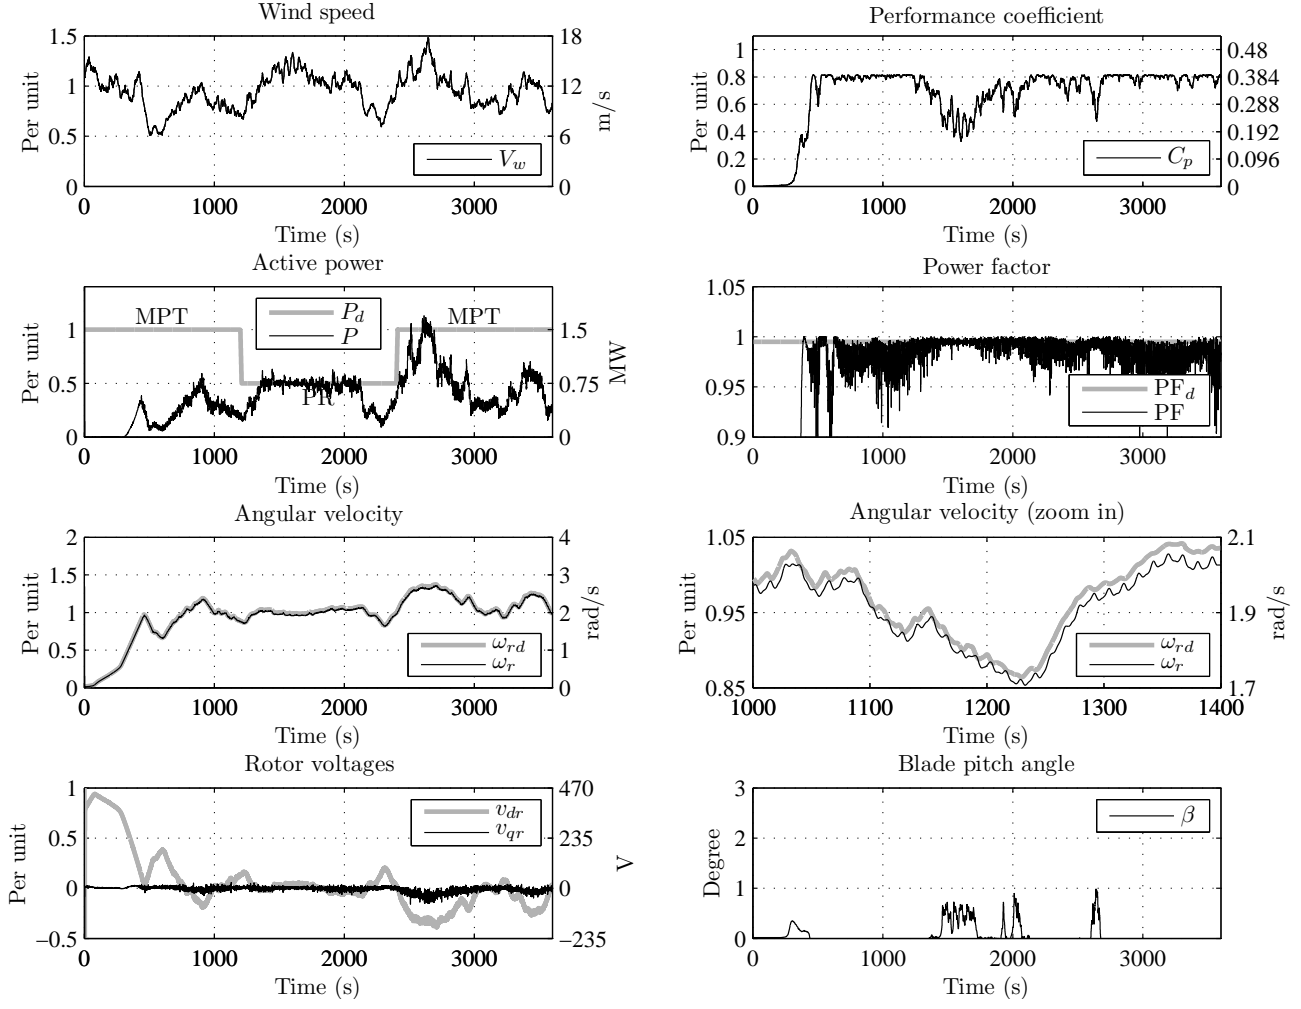 Wind speed
1.5
1
0.5
0
18
12
6
0
Per unit
m/s
V_w
0 1000 2000 3000
Time (s)
Performance coefficient
1
0.8
0.6
0.4
0.2
0
0.48
0.384
0.288
0.192
0.096
0
Per unit
C_p
0 1000 2000 3000
Time (s)
Active power
1
0.5
0
1.5
0.75
0
Per unit
MW
MPT
PR
MPT
P_d
P
0 1000 2000 3000
Time (s)
Power factor
1.05
1
0.95
0.9
PF_d
PF
0 1000 2000 3000
Time (s)
Angular velocity
2
1.5
1
0.5
0
4
3
2
1
0
Per unit
rad/s
ω_rd
ω_r
0 1000 2000 3000
Time (s)
Angular velocity (zoom in)
1.05
0.95
0.85
2.1
1.9
1.7
Per unit
rad/s
ω_rd
ω_r
1000 1100 1200 1300 1400
Time (s)
Rotor voltages
1
0.5
0
−0.5
470
235
0
−235
Per unit
V
v_dr
v_qr
0 1000 2000 3000
Time (s)
Blade pitch angle
3
2
1
0
Degree
β
0 1000 2000 3000
Time (s)